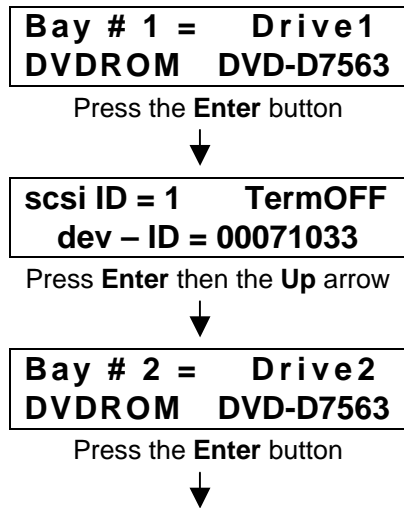 Bay # 1 = Drive1
DVDROM DVD-D7563
Press the Enter button
scsi ID = 1 TermOFF
dev – ID = 00071033
Press Enter then the Up arrow
Bay # 2 = Drive2
DVDROM DVD-D7563
Press the Enter button